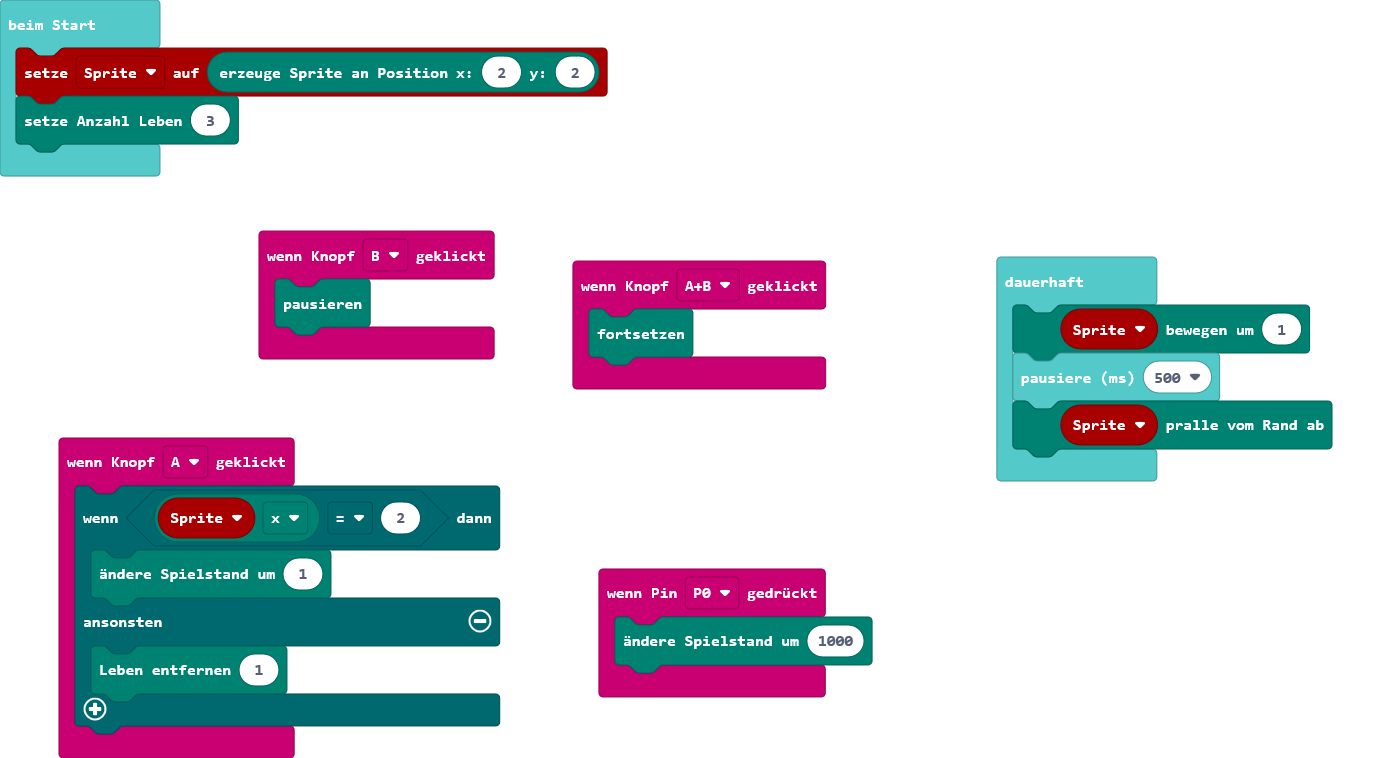 beim Start
setze Sprite auf erzeuge Sprite an Position x: 2 y: 2
setze Anzahl Leben 3
wenn Knopf B geklickt
pausieren
wenn Knopf A+B geklickt
fortsetzen
dauerhaft
Sprite bewegen um 1
pausiere (ms) 500
Sprite pralle vom Rand ab
wenn Knopf A geklickt
wenn Sprite x = 2 dann
ändere Spielstand um 1
ansonsten
Leben entfernen 1
wenn Pin P0 gedrückt
ändere Spielstand um 1000